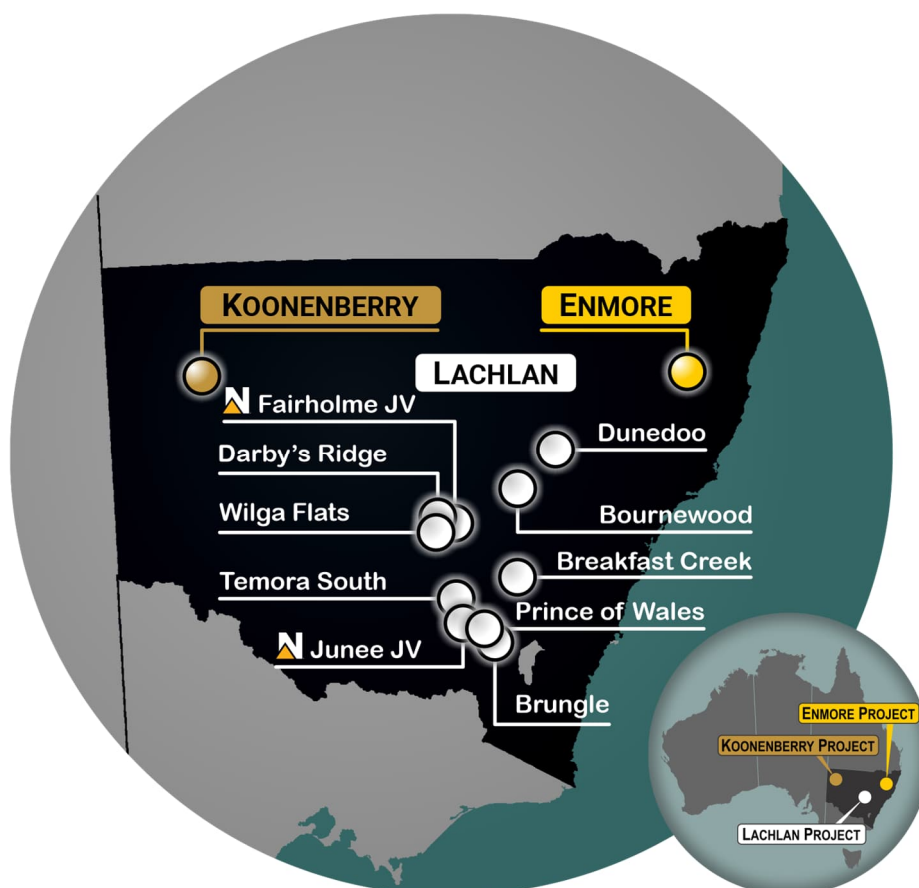 KOONENBERRY
ENMORE
LACHLAN
N Fairholme JV
Darby's Ridge
Dunedoo
Wilga Flats
Bournewood
Breakfast Creek
Temora South
Prince of Wales
N Junee JV
Brungle
ENMORE PROJECT
KOONENBERRY PROJECT
LACHLAN PROJECT